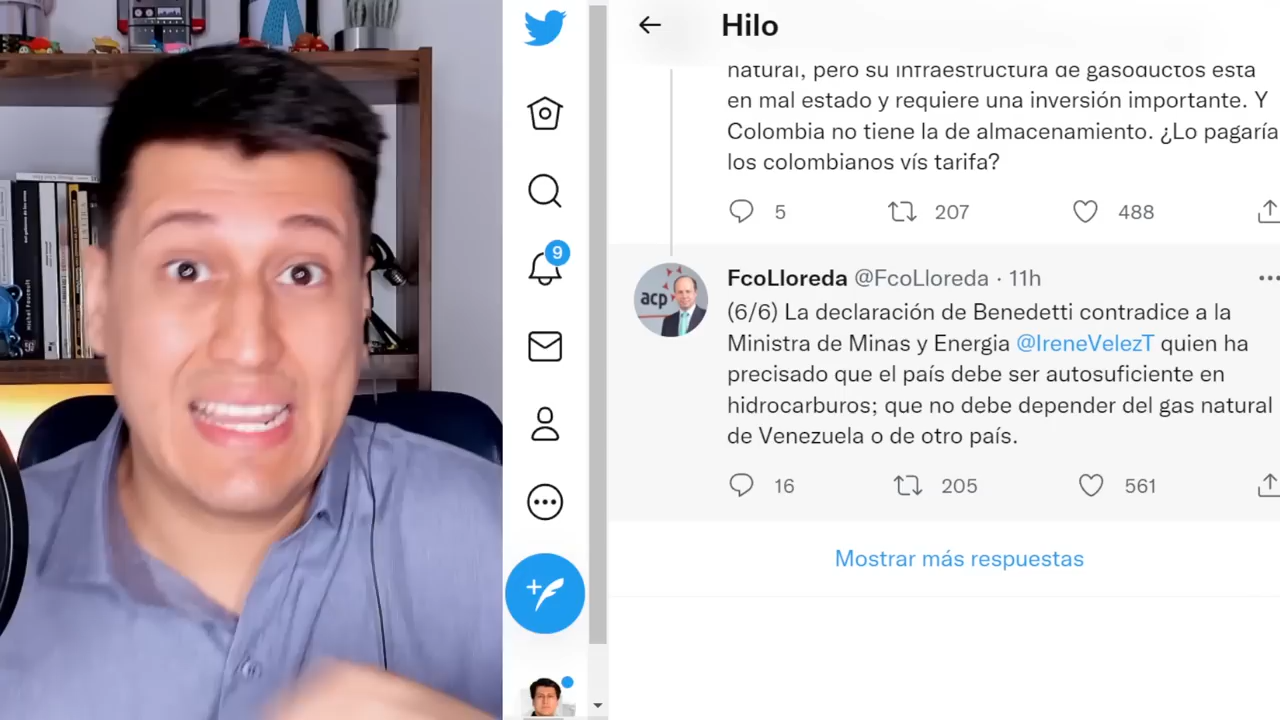 Hilo
natural, pero su infraestructura de gasoductos está
en mal estado y requiere una inversión importante. Y
Colombia no tiene la de almacenamiento. ¿Lo pagaría
los colombianos vís tarifa?
5
207
488
FcoLloreda @FcoLloreda · 11h
acp
(6/6) La declaración de Benedetti contradice a la
Ministra de Minas y Energia @IreneVelezT quien ha
precisado que el país debe ser autosuficiente en
hidrocarburos; que no debe depender del gas natural
de Venezuela o de otro país.
16
205
561
Mostrar más respuestas
9